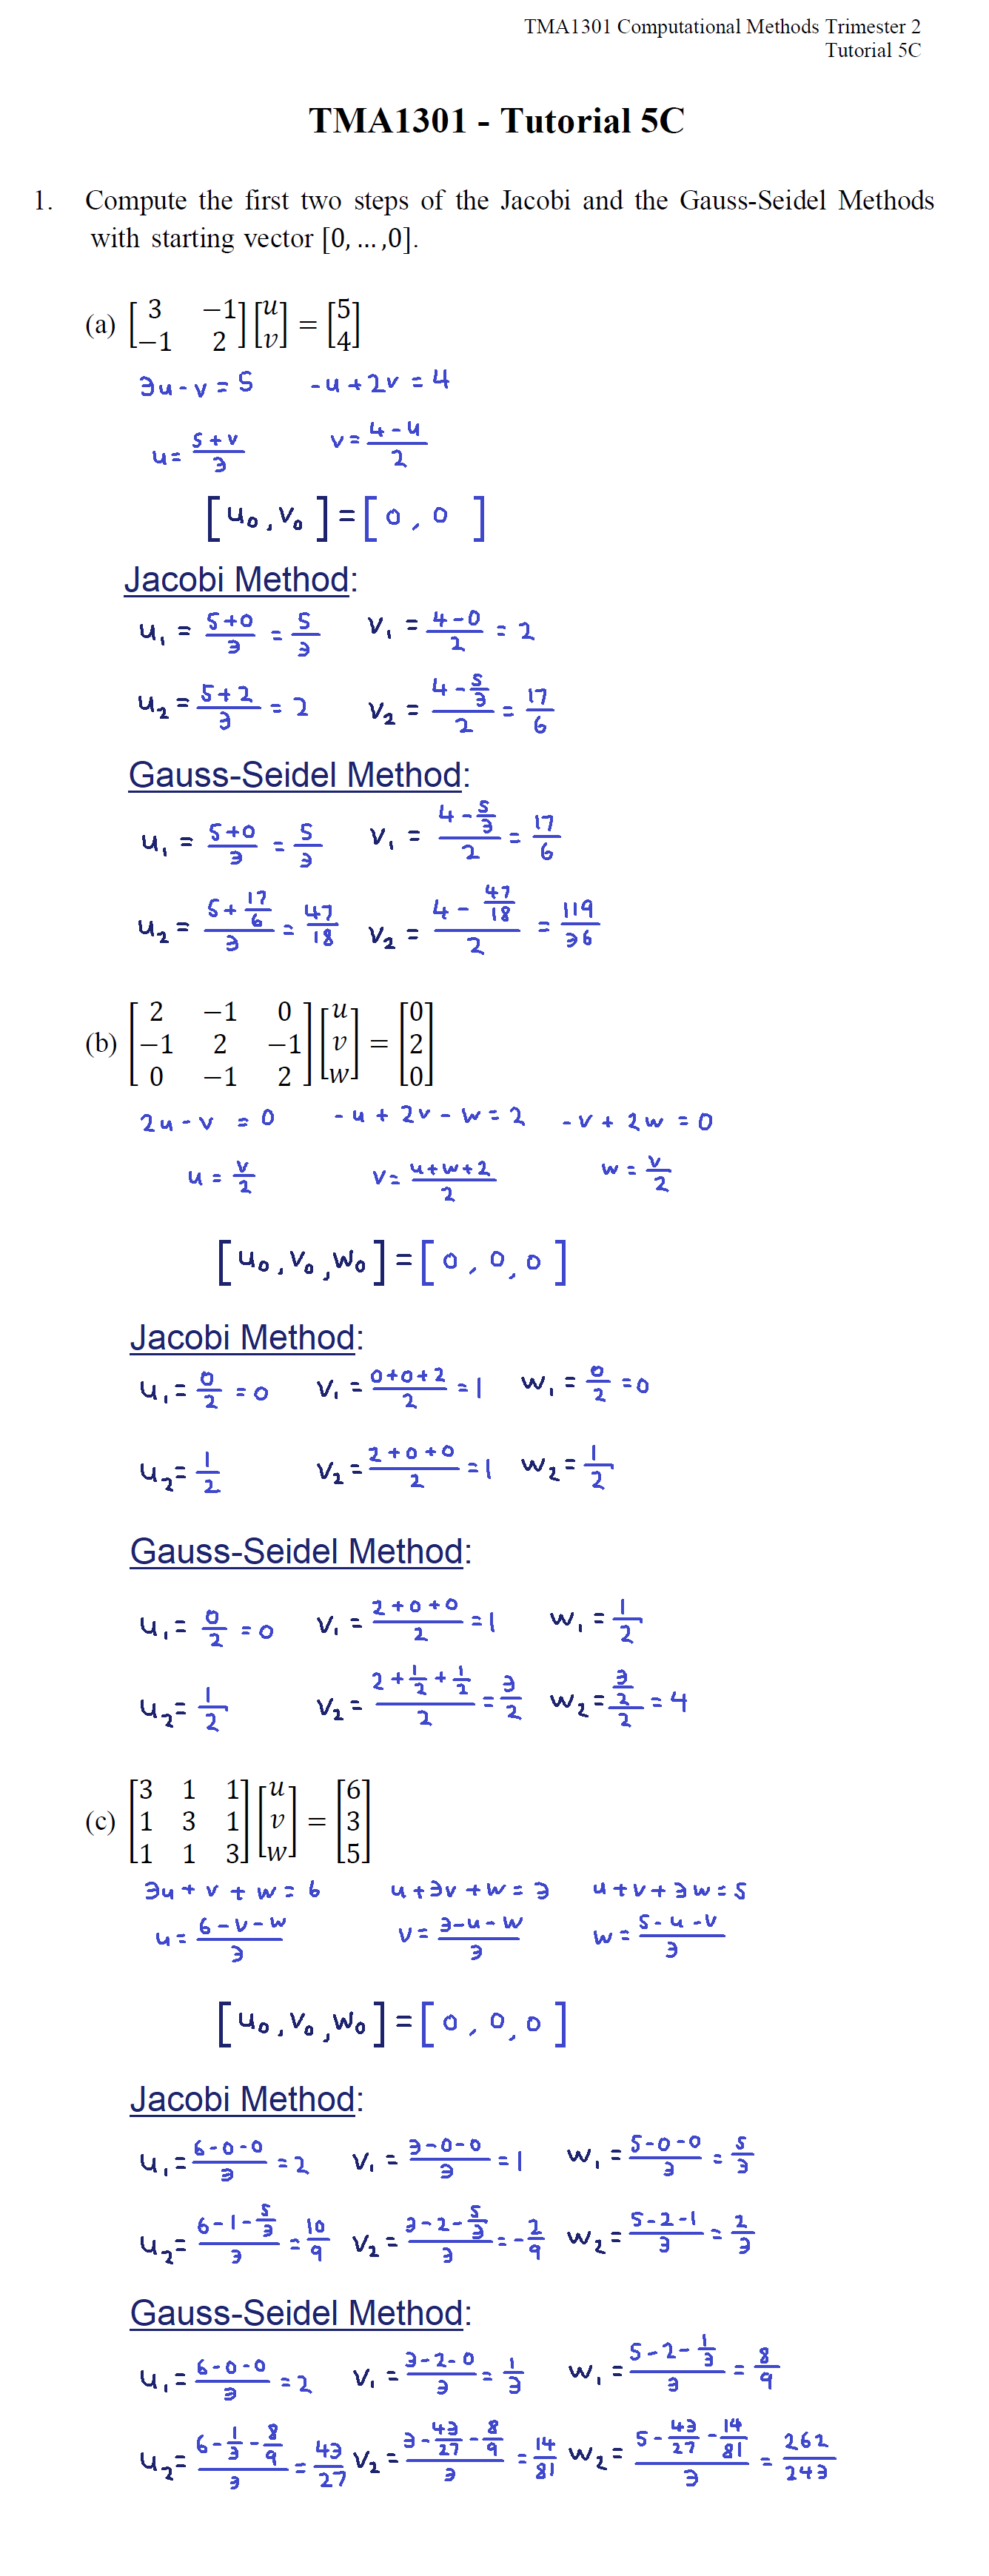 TMA1301 Computational Methods Trimester 2
Tutorial 5C
TMA1301 - Tutorial 5C
1. Compute the first two steps of the Jacobi and the Gauss-Seidel Methods
with starting vector [0, … ,0].
(a) [3 −1; −1 2] [u; v] = [5; 4]
3u - v = 5   -u + 2v = 4
u = (5+v)/3   v = (4-u)/2
[u₀, v₀] = [0, 0]
Jacobi Method:
u₁ = (5+0)/3 = 5/3   v₁ = (4-0)/2 = 2
u₂ = (5+2)/3 = 2   v₂ = (4 - 5/3)/2 = 17/6
Gauss-Seidel Method:
u₁ = (5+0)/3 = 5/3   v₁ = (4 - 5/3)/2 = 17/6
u₂ = (5 + 17/6)/3 = 47/18   v₂ = (4 - 47/18)/2 = 119/36
(b) [2 −1 0; −1 2 −1; 0 −1 2] [u; v; w] = [0; 2; 0]
2u - v = 0   -u + 2v - w = 2   -v + 2w = 0
u = v/2   v = (u+w+2)/2   w = v/2
[u₀, v₀, w₀] = [0, 0, 0]
Jacobi Method:
u₁ = 0/2 = 0   v₁ = (0+0+2)/2 = 1   w₁ = 0/2 = 0
u₂ = 1/2   v₂ = (2+0+0)/2 = 1   w₂ = 1/2
Gauss-Seidel Method:
u₁ = 0/2 = 0   v₁ = (2+0+0)/2 = 1   w₁ = 1/2
u₂ = 1/2   v₂ = (2 + 1/2 + 1/2)/2 = 3/2   w₂ = (3/2)/2 = 4
(c) [3 1 1; 1 3 1; 1 1 3] [u; v; w] = [6; 3; 5]
3u + v + w = 6   u + 3v + w = 3   u + v + 3w = 5
u = (6-v-w)/3   v = (3-u-w)/3   w = (5-u-v)/3
[u₀, v₀, w₀] = [0, 0, 0]
Jacobi Method:
u₁ = (6-0-0)/3 = 2   v₁ = (3-0-0)/3 = 1   w₁ = (5-0-0)/3 = 5/3
u₂ = (6-1-5/3)/3 = 10/9   v₂ = (3-2-5/3)/3 = -2/9   w₂ = (5-2-1)/3 = 2/3
Gauss-Seidel Method:
u₁ = (6-0-0)/3 = 2   v₁ = (3-2-0)/3 = 1/3   w₁ = (5-2-1/3)/3 = 8/9
u₂ = (6-1/3-8/9)/3 = 43/27   v₂ = (3-43/27-8/9)/3 = 14/81   w₂ = (5-43/27-14/81)/3 = 262/243